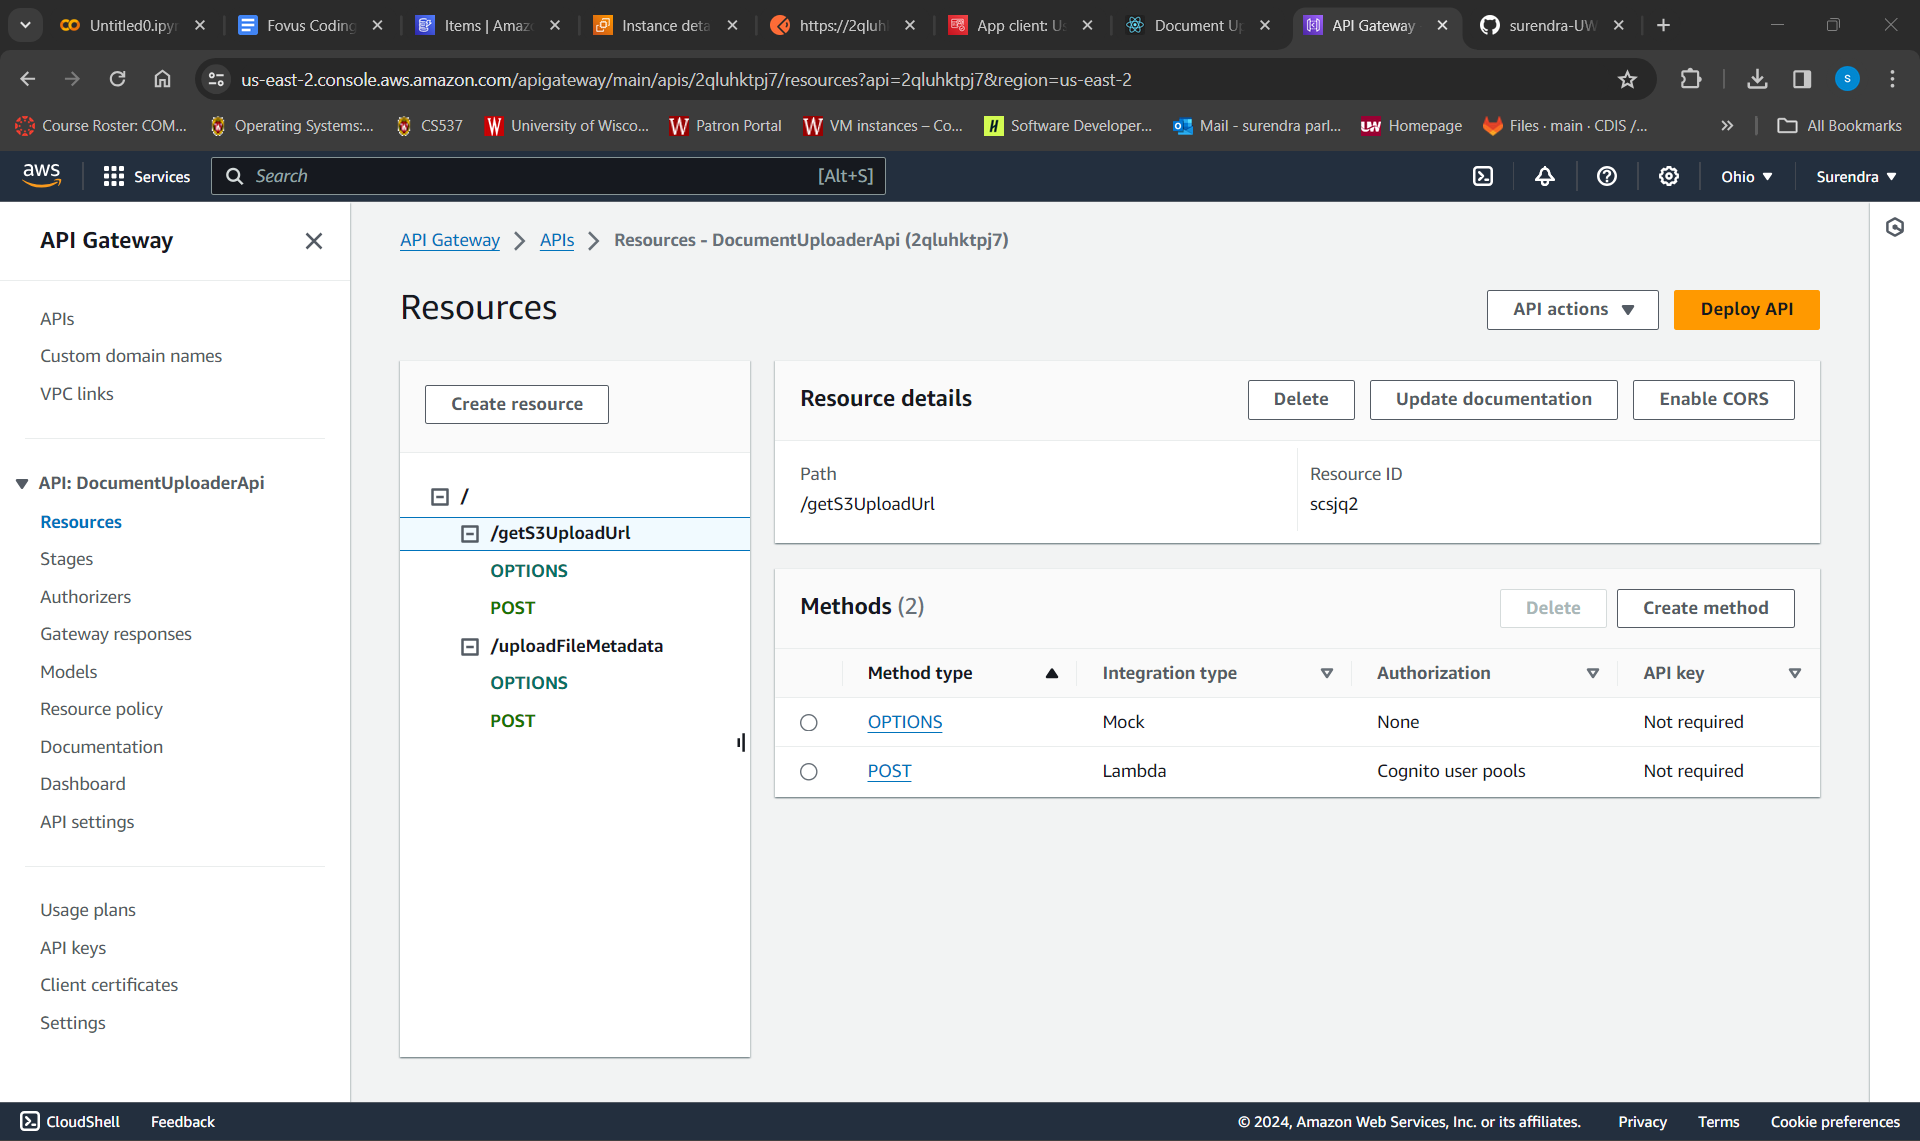 Untitled0.ipyn
Fovus Coding
Items | Amaz
Instance deta
https://2qluh
App client: Us
Document Up
API Gateway
surendra-UW
us-east-2.console.aws.amazon.com/apigateway/main/apis/2qluhktpj7/resources?api=2qluhktpj7&region=us-east-2
S
Course Roster: COM...
Operating Systems:...
CS537
University of Wisco...
Patron Portal
VM instances – Co...
Software Developer...
Mail - surendra parl...
Homepage
Files · main · CDIS /...
All Bookmarks
aws
Services
Search
[Alt+S]
Ohio
Surendra
API Gateway
APIs
Custom domain names
VPC links
API: DocumentUploaderApi
Resources
Stages
Authorizers
Gateway responses
Models
Resource policy
Documentation
Dashboard
API settings
Usage plans
API keys
Client certificates
Settings
API Gateway > APIs > Resources - DocumentUploaderApi (2qluhktpj7)
Resources
API actions
Deploy API
Create resource
/
/getS3UploadUrl
OPTIONS
POST
/uploadFileMetadata
OPTIONS
POST
Resource details
Delete
Update documentation
Enable CORS
Path
/getS3UploadUrl
Resource ID
scsjq2
Methods (2)
Delete
Create method
Method type Integration type Authorization API key
OPTIONS Mock None Not required
POST Lambda Cognito user pools Not required
CloudShell
Feedback
© 2024, Amazon Web Services, Inc. or its affiliates.
Privacy
Terms
Cookie preferences